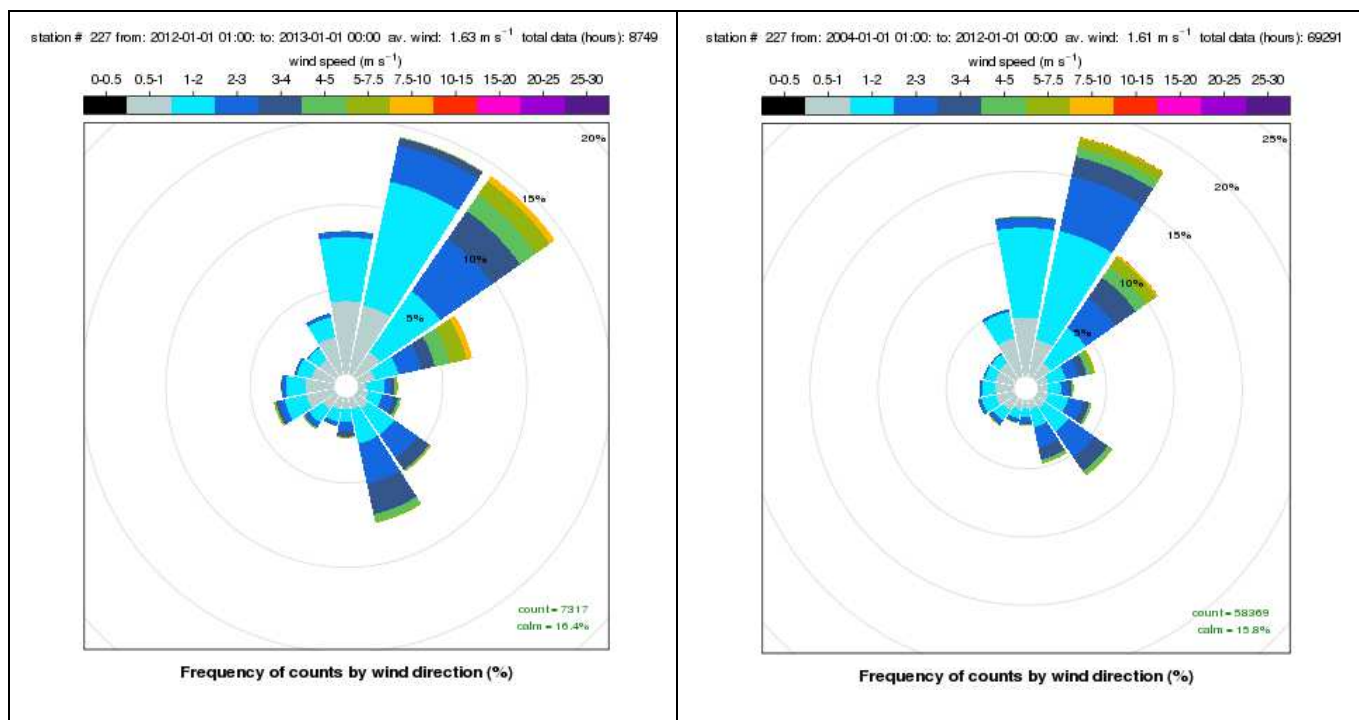 station # 227 from: 2012-01-01 01:00: to: 2013-01-01 00:00 av. wind: 1.63 m s⁻¹ total data (hours): 8749
wind speed (m s⁻¹)
0-0.5 0.5-1 1-2 2-3 3-4 4-5 5-7.5 7.5-10 10-15 15-20 20-25 25-30
20%
15%
10%
5%
count = 7317
calm = 16.4%
Frequency of counts by wind direction (%)
station # 227 from: 2004-01-01 01:00: to: 2012-01-01 00:00 av. wind: 1.61 m s⁻¹ total data (hours): 69291
wind speed (m s⁻¹)
0-0.5 0.5-1 1-2 2-3 3-4 4-5 5-7.5 7.5-10 10-15 15-20 20-25 25-30
25%
20%
15%
10%
5%
count = 58369
calm = 15.8%
Frequency of counts by wind direction (%)